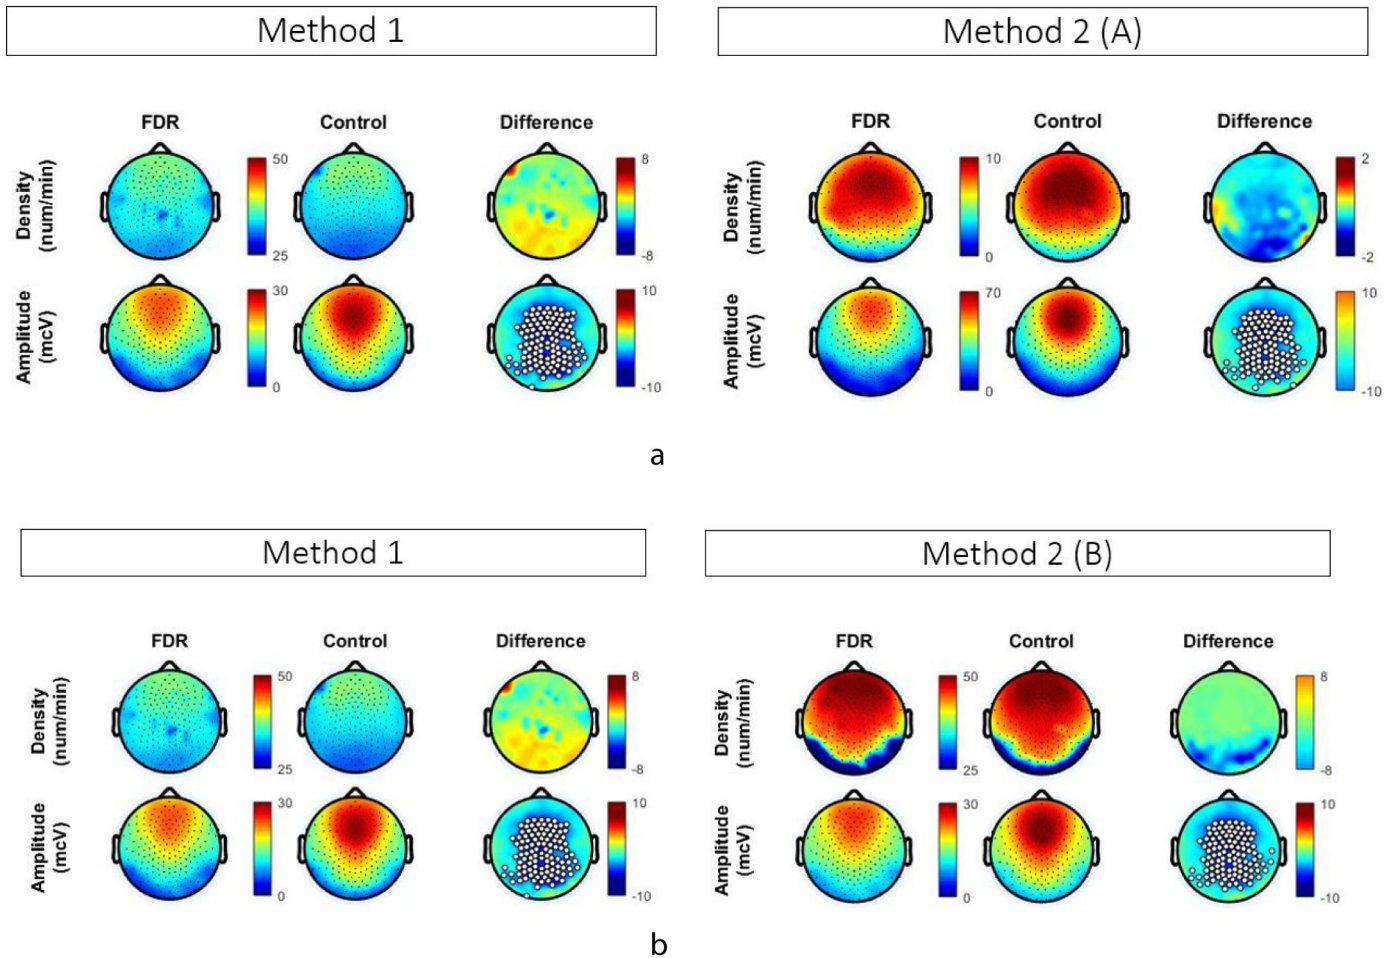 Method 1
Method 2 (A)
FDR Control Difference
FDR Control Difference
Density
(num/min)
50
25
8
-8
Density
(num/min)
10
0
2
-2
Amplitude
(mcV)
30
0
10
-10
Amplitude
(mcV)
70
0
10
-10
a
Method 1
Method 2 (B)
FDR Control Difference
FDR Control Difference
Density
(num/min)
50
25
8
-8
Density
(num/min)
50
25
8
-8
Amplitude
(mcV)
30
0
10
-10
Amplitude
(mcV)
30
0
10
-10
b